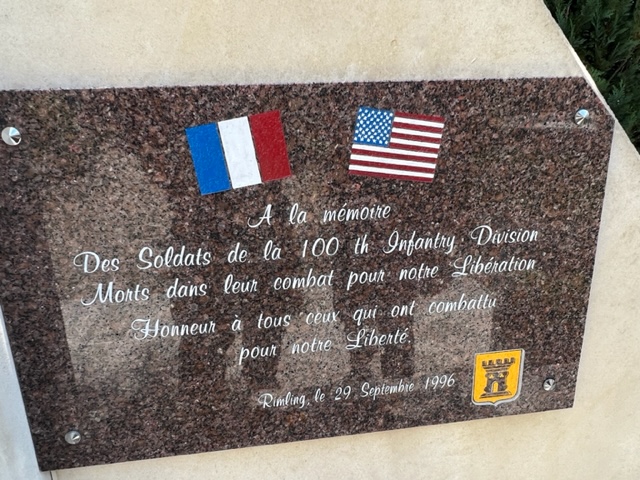 A la mémoire
Des Soldats de la 100 th Infantry Division
Morts dans leur combat pour notre Libération
Honneur à tous ceux qui ont combattu
pour notre Liberté.
Rimling, le 29 Septembre 1996